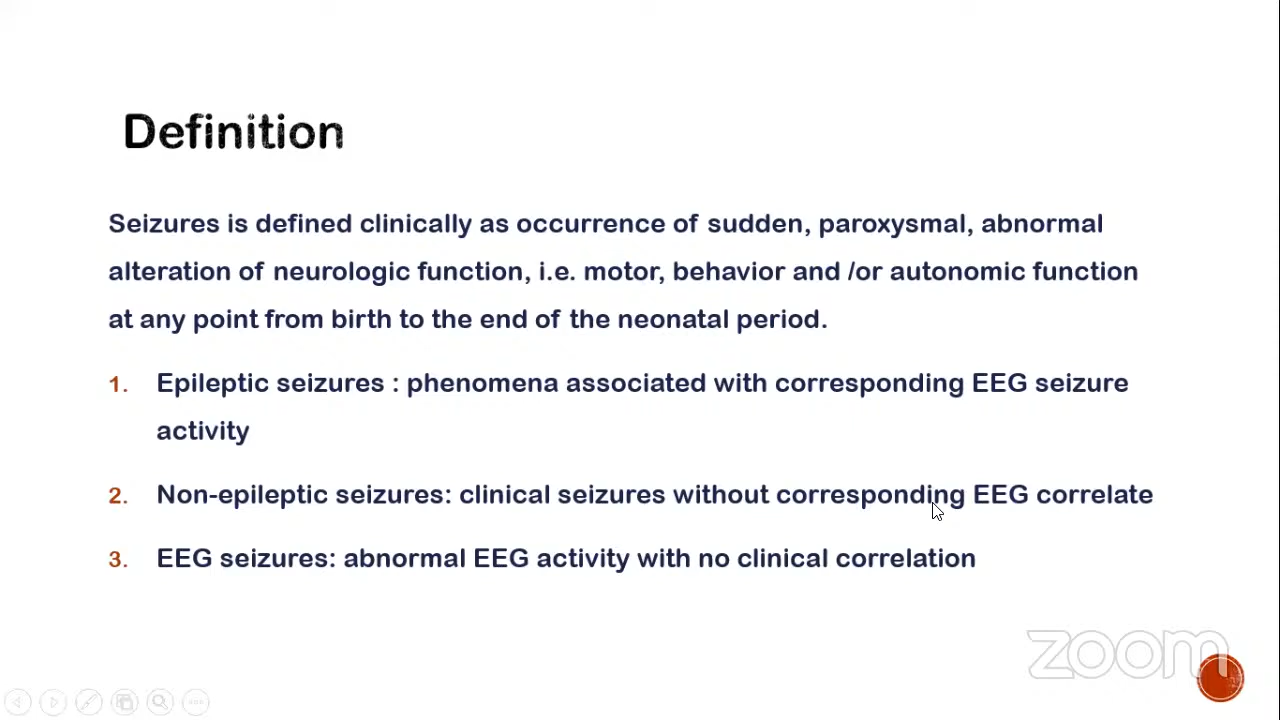 Definition
Seizures is defined clinically as occurrence of sudden, paroxysmal, abnormal
alteration of neurologic function, i.e. motor, behavior and /or autonomic function
at any point from birth to the end of the neonatal period.
1. Epileptic seizures : phenomena associated with corresponding EEG seizure
activity
2. Non-epileptic seizures: clinical seizures without corresponding EEG correlate
3. EEG seizures: abnormal EEG activity with no clinical correlation
zoom